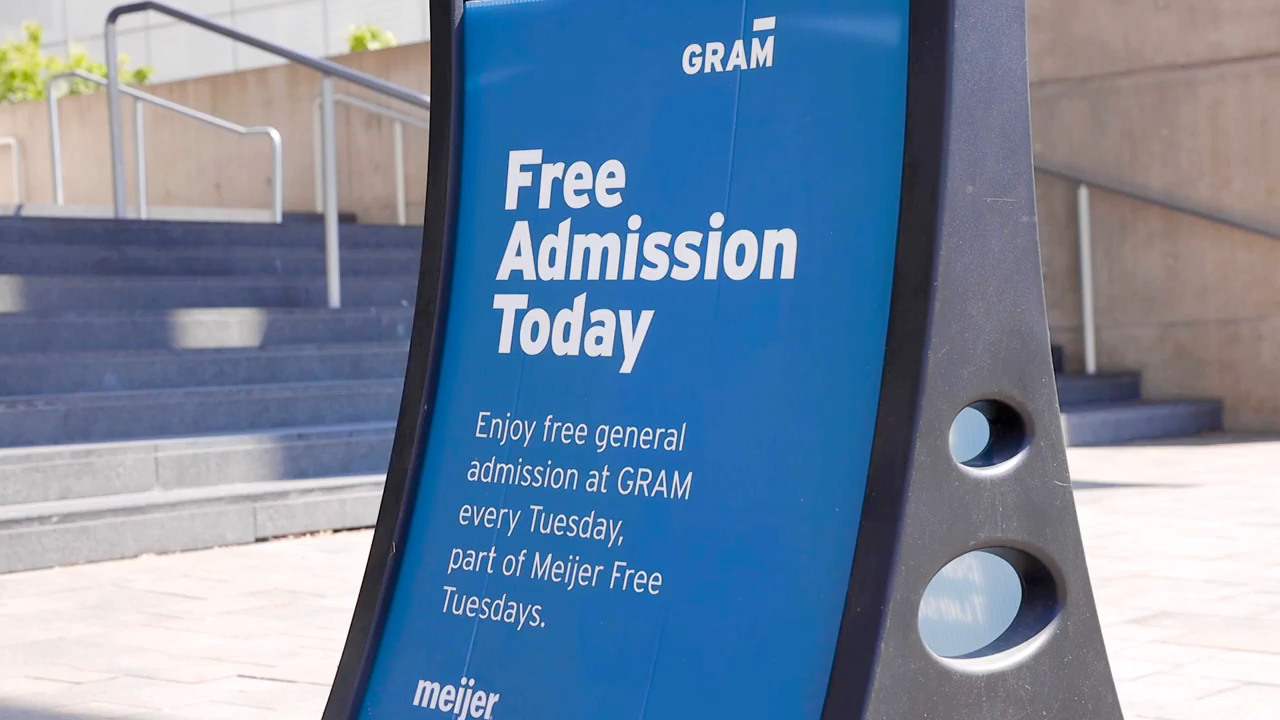 GRAM
Free
Admission
Today
Enjoy free general
admission at GRAM
every Tuesday,
part of Meijer Free
Tuesdays.
meijer